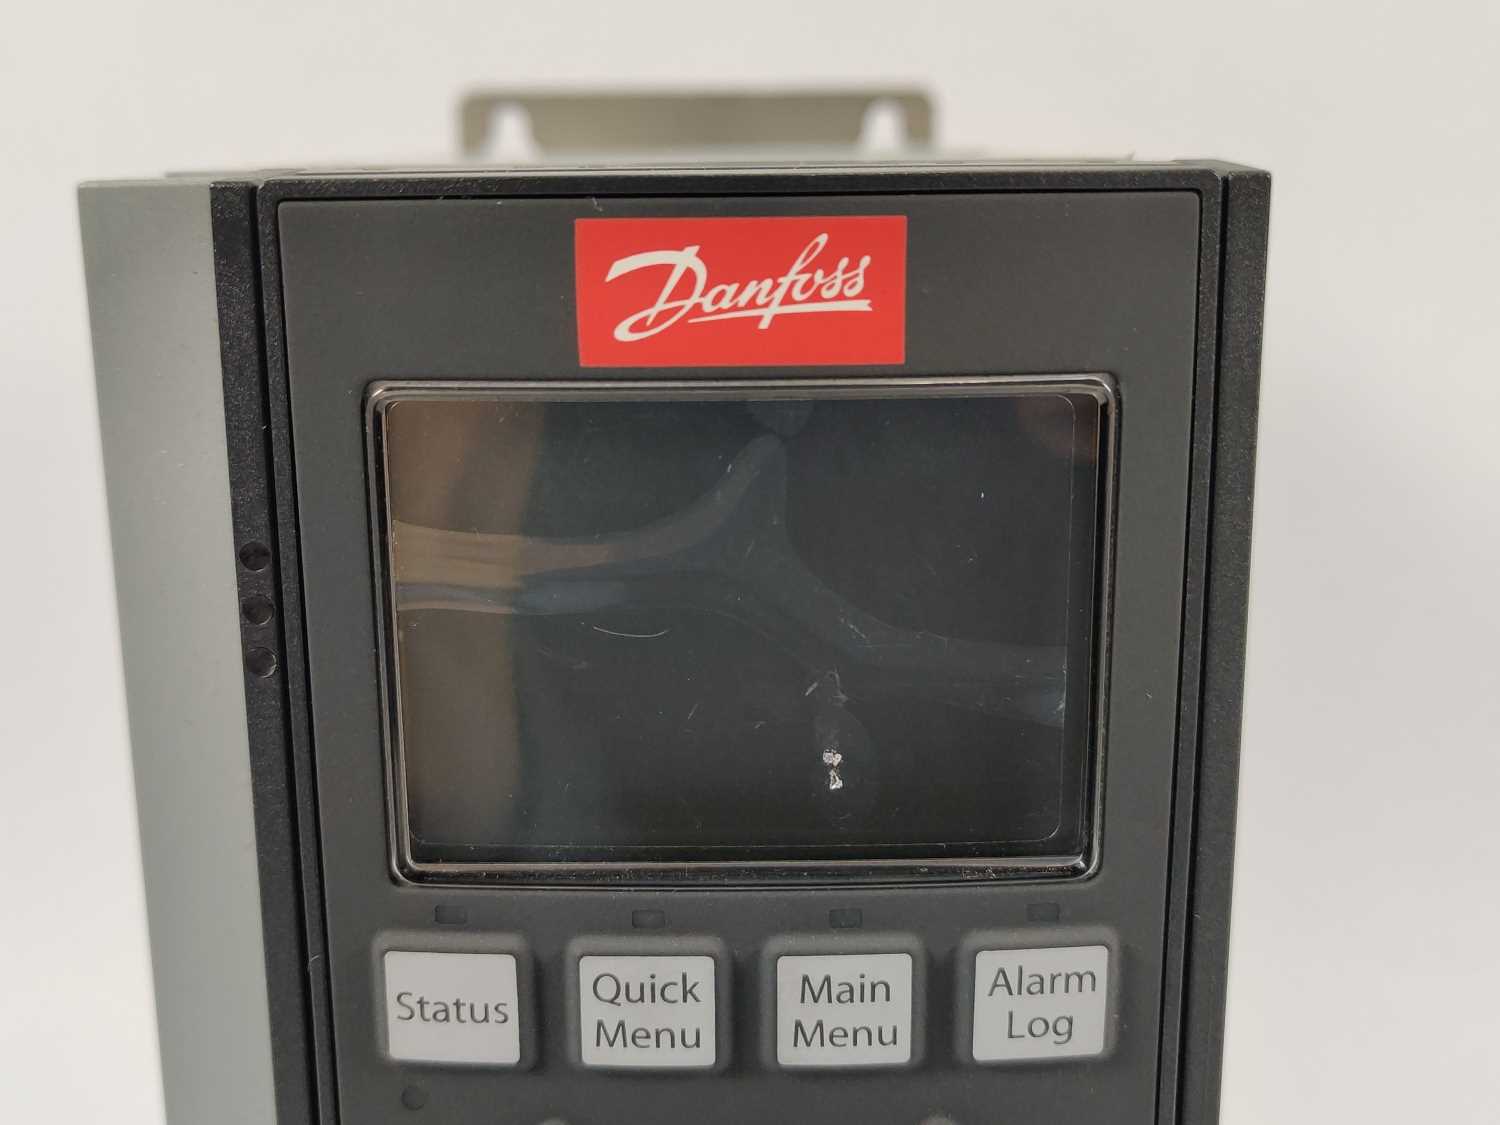 Danfoss
Status
Quick
Menu
Main
Menu
Alarm
Log